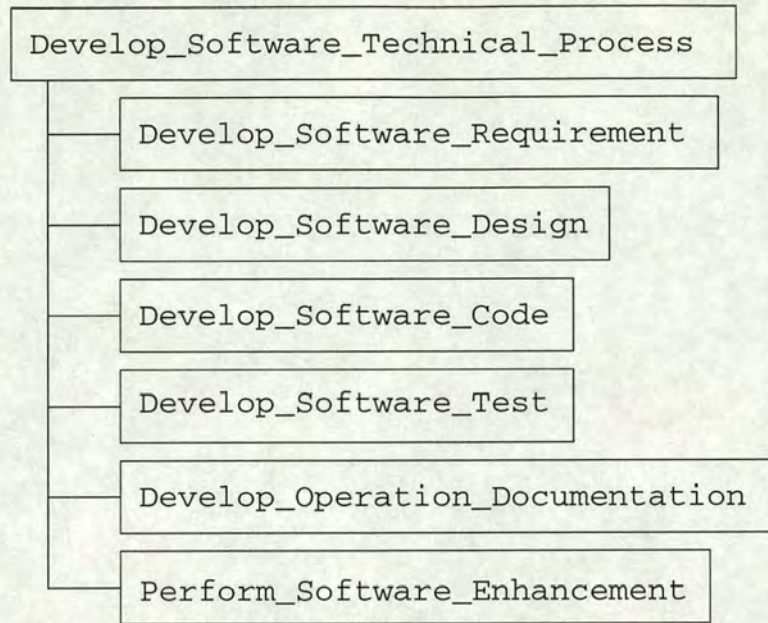 Develop_Software_Technical_Process
Develop_Software_Requirement
Develop_Software_Design
Develop_Software_Code
Develop_Software_Test
Develop_Operation_Documentation
Perform_Software_Enhancement